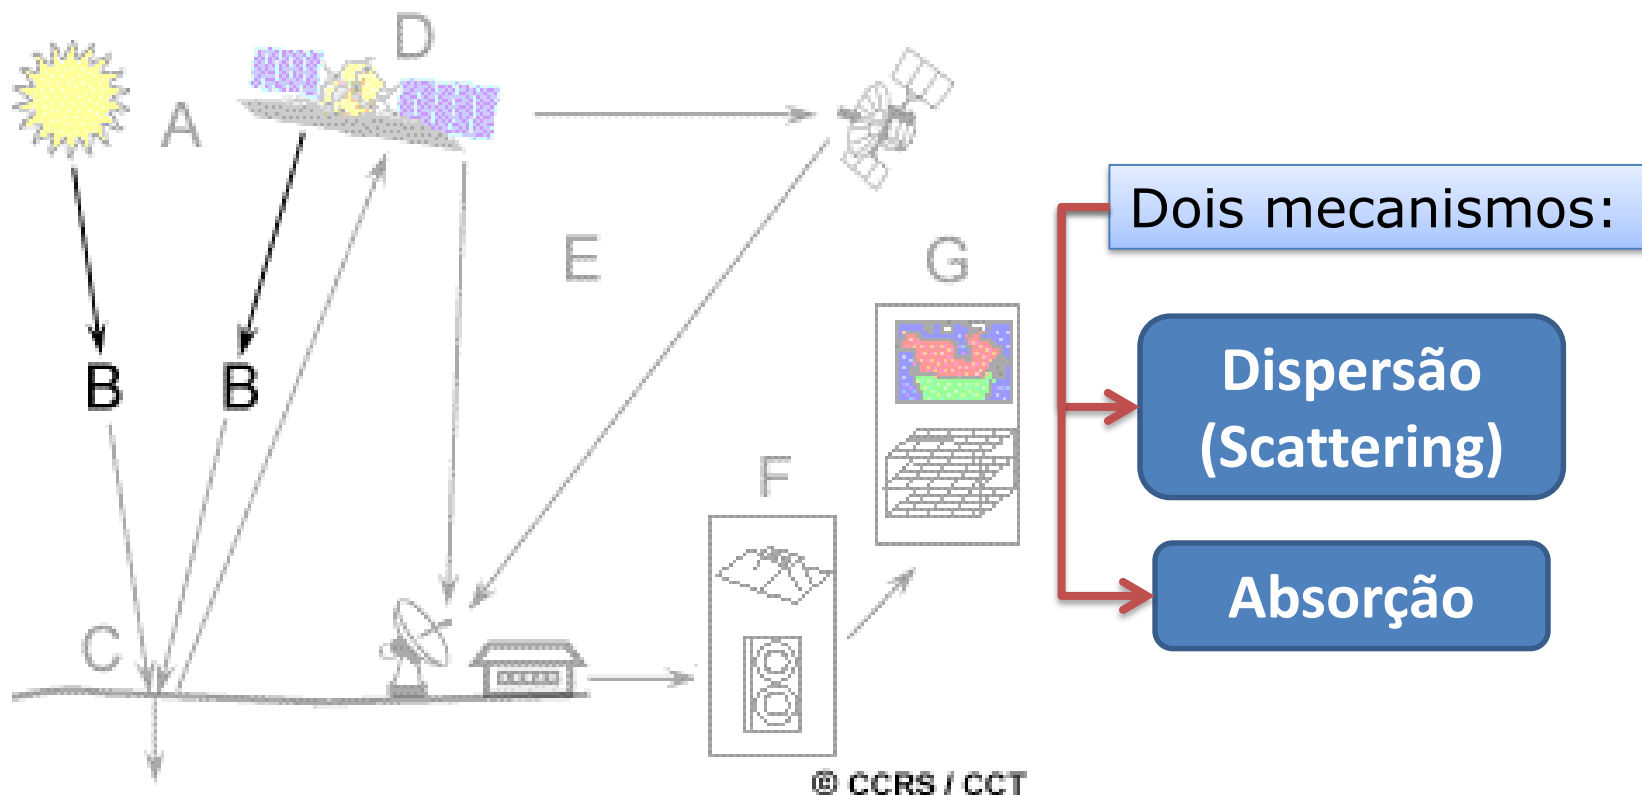 D
A
E
B
B
C
F
G
© CCRS / CCT
Dois mecanismos:
Dispersão
(Scattering)
Absorção